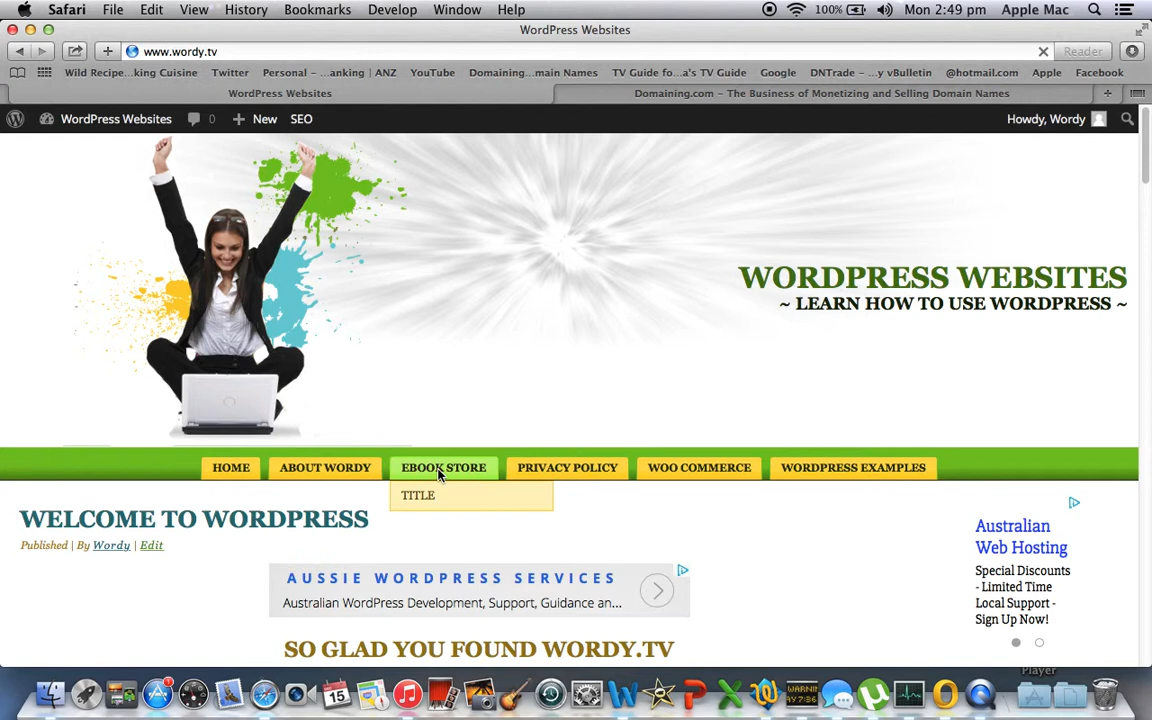 Safari File Edit View History Bookmarks Develop Window Help 100% Mon 2:49 pm Apple Mac
WordPress Websites
www.wordy.tv Reader
Wild Recipe...king Cuisine Twitter Personal – ...anking | ANZ YouTube Domaining...main Names TV Guide fo...a's TV Guide Google DNTrade – ...y vBulletin @hotmail.com Apple Facebook
WordPress Websites Domaining.com – The Business of Monetizing and Selling Domain Names
WordPress Websites 0 New SEO Howdy, Wordy
WORDPRESS WEBSITES
~ LEARN HOW TO USE WORDPRESS ~
HOME ABOUT WORDY EBOOK STORE PRIVACY POLICY WOO COMMERCE WORDPRESS EXAMPLES
TITLE
WELCOME TO WORDPRESS
Published | By Wordy | Edit
AUSSIE WORDPRESS SERVICES
Australian WordPress Development, Support, Guidance an...
SO GLAD YOU FOUND WORDY.TV
Australian
Web Hosting
Special Discounts
- Limited Time
Local Support -
Sign Up Now!
Player
15
1